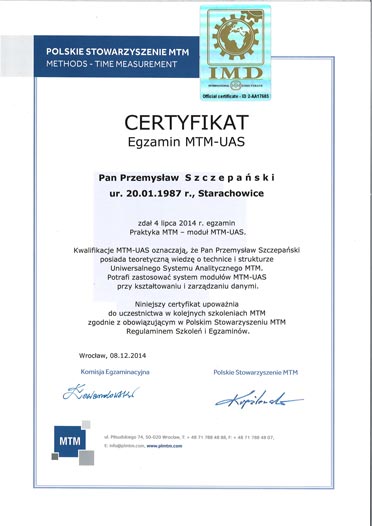 POLSKIE STOWARZYSZENIE MTM
METHODS - TIME MEASUREMENT
IMD
INTERNATIONAL MTM DIRECTORATE
Official certificate - ID 2-AA17685
CERTYFIKAT
Egzamin MTM-UAS
Pan Przemysław Szczepański
ur. 20.01.1987 r., Starachowice
zdał 4 lipca 2014 r. egzamin
Praktyka MTM – moduł MTM-UAS.
Kwalifikacje MTM-UAS oznaczają, że Pan Przemysław Szczepański
posiada teoretyczną wiedzę o technice i strukturze
Uniwersalnego Systemu Analitycznego MTM.
Potrafi zastosować system modułów MTM-UAS
przy kształtowaniu i zarządzaniu danymi.
Niniejszy certyfikat upoważnia
do uczestnictwa w kolejnych szkoleniach MTM
zgodnie z obowiązującym w Polskim Stowarzyszeniu MTM
Regulaminem Szkoleń i Egzaminów.
Wrocław, 08.12.2014
Komisja Egzaminacyjna
Polskie Stowarzyszenie MTM
MTM
ul. Piłsudskiego 74, 50-020 Wrocław, T: + 48 71 788 48 86, F: + 48 71 788 48 07,
E: info@plmtm.com, www.plmtm.com